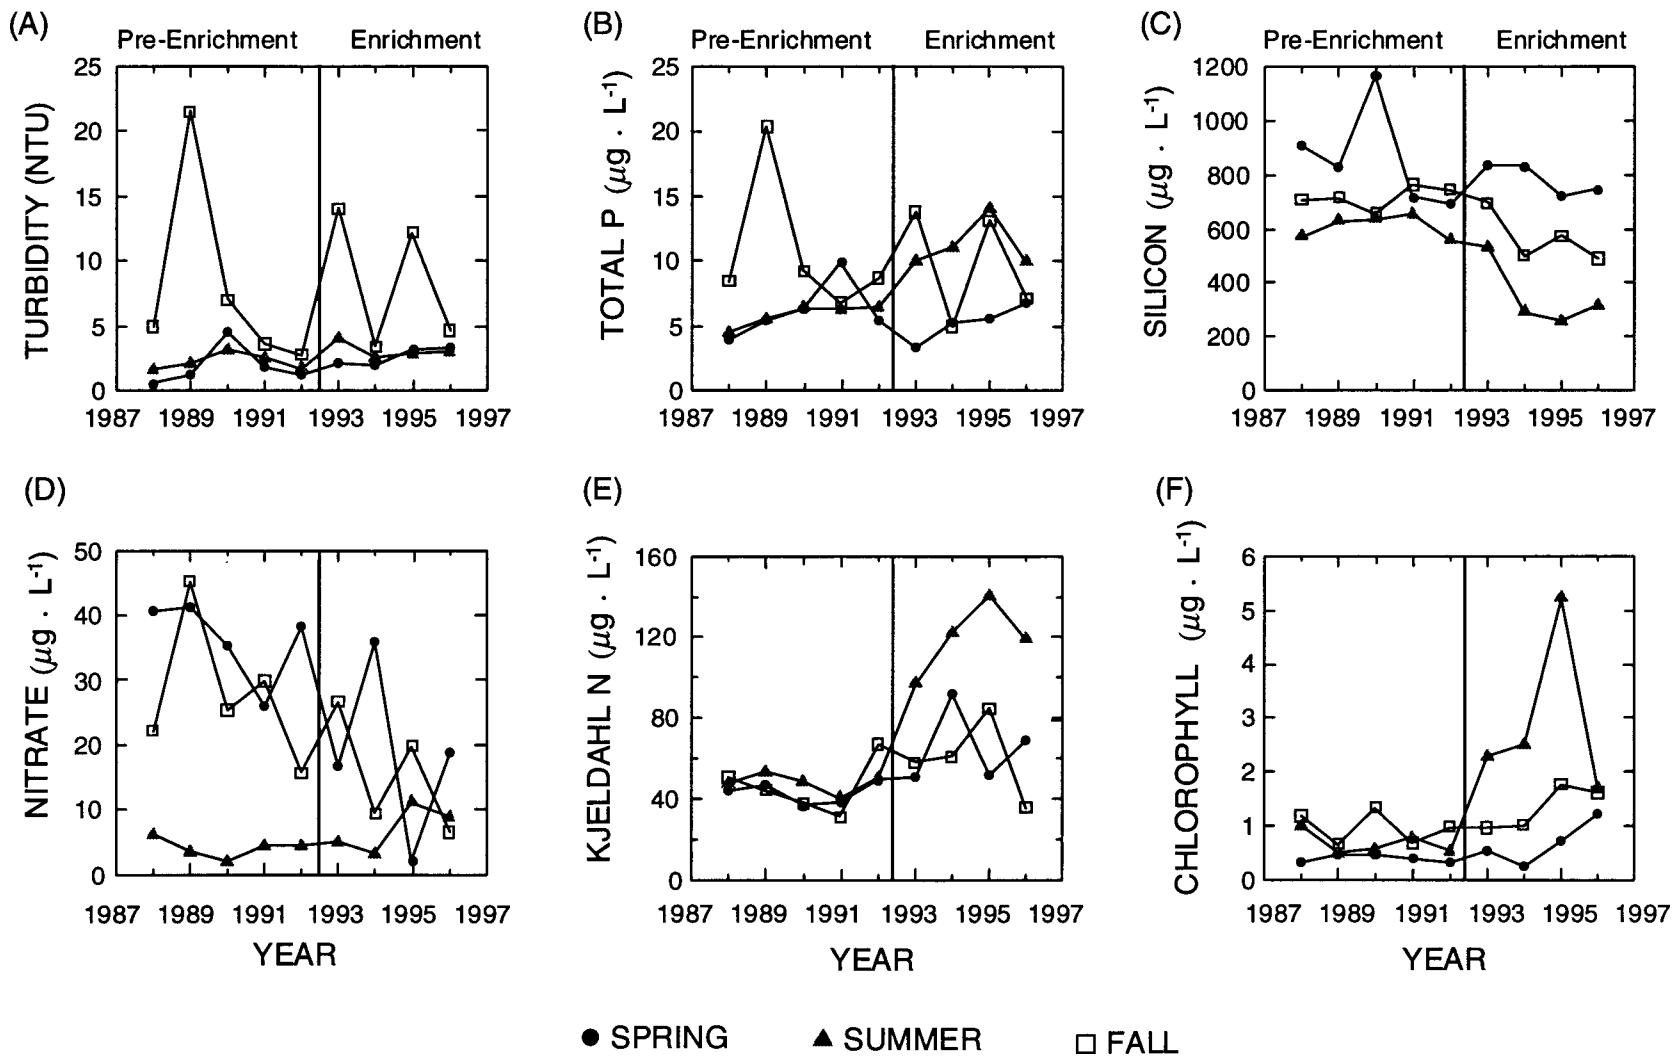 (A)
Pre-Enrichment Enrichment
TURBIDITY (NTU)
25
20
15
10
5
0
1987 1989 1991 1993 1995 1997
(B)
Pre-Enrichment Enrichment
TOTAL P (μg · L-1)
25
20
15
10
5
0
1987 1989 1991 1993 1995 1997
(C)
Pre-Enrichment Enrichment
SILICON (μg · L-1)
1200
1000
800
600
400
200
0
1987 1989 1991 1993 1995 1997
(D)
NITRATE (μg · L-1)
50
40
30
20
10
0
1987 1989 1991 1993 1995 1997
YEAR
(E)
KJELDAHL N (μg · L-1)
160
120
80
40
0
1987 1989 1991 1993 1995 1997
YEAR
(F)
CHLOROPHYLL (μg · L-1)
6
5
4
3
2
1
0
1987 1989 1991 1993 1995 1997
YEAR
SPRING SUMMER FALL